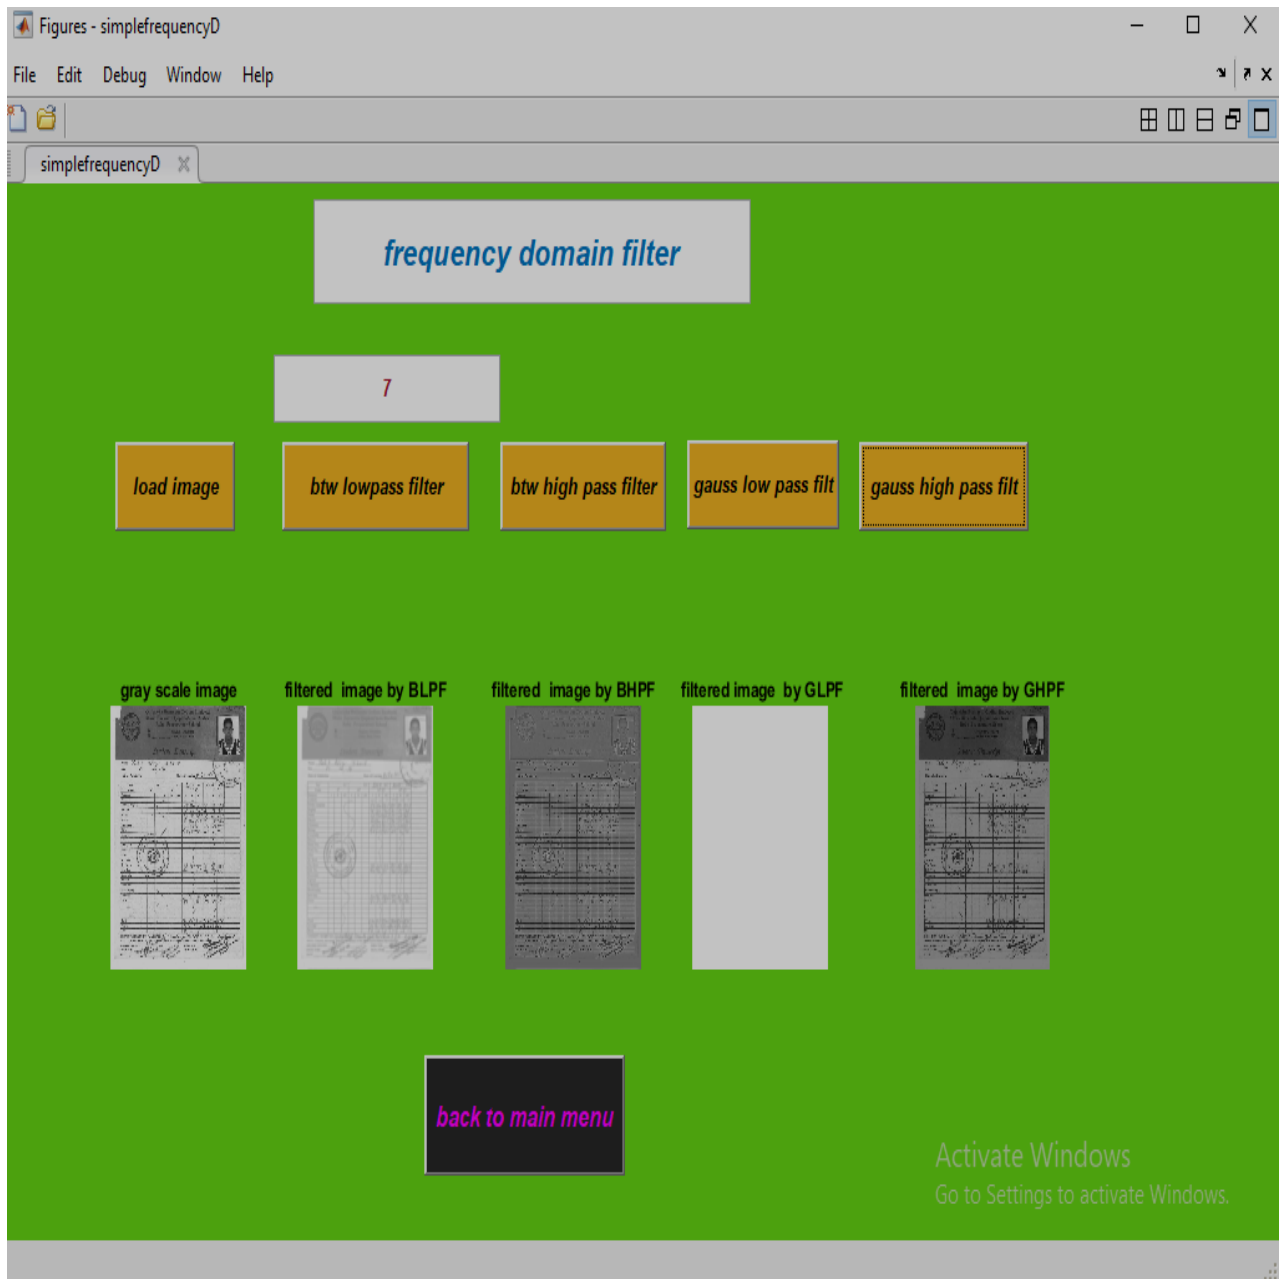 Figures - simplefrequencyD
File Edit Debug Window Help
simplefrequencyD
frequency domain filter
7
load image
btw lowpass filter
btw high pass filter
gauss low pass filt
gauss high pass filt
gray scale image
filtered image by BLPF
filtered image by BHPF
filtered image by GLPF
filtered image by GHPF
back to main menu
Activate Windows
Go to Settings to activate Windows.